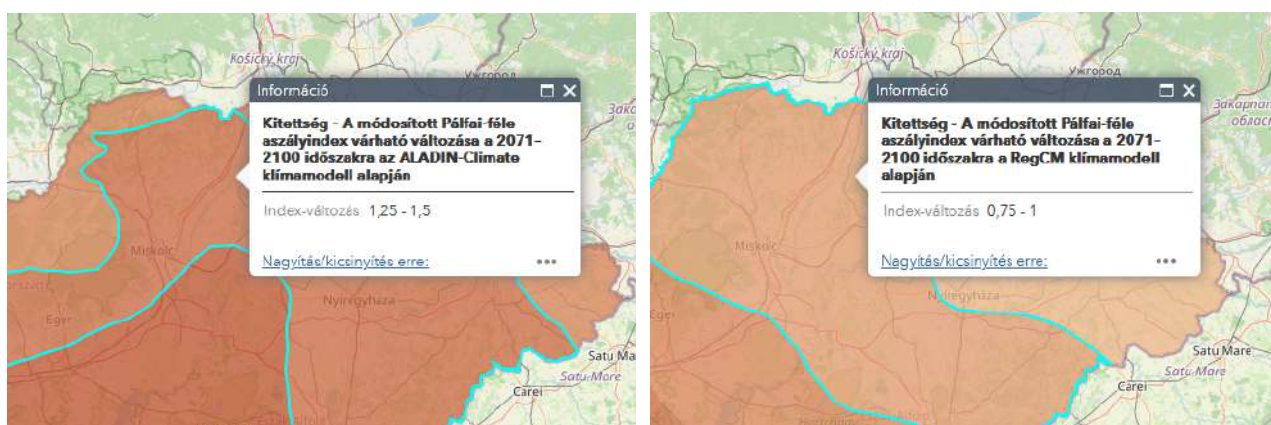 Košický kraj
Ужгород
Információ
Kitettség - A módosított Pálfai-féle
aszályindex várható változása a 2071-
2100 időszakra az ALADIN-Climate
klímamodell alapján
Index-változás 1,25 - 1,5
Nagyítás/kicsinyítés erre:
Miskolc
Eger
Nyíregyháza
Satu Ma
Satu Mare
Carei
Košický kraj
Ужгород
Закарпат
област
Információ
Kitettség - A módosított Pálfai-féle
aszályindex várható változása a 2071-
2100 időszakra a RegCM klímamodell
alapján
Index-változás 0,75 - 1
Nagyítás/kicsinyítés erre:
Miskolc
Eger
Nyíregyháza
Satu Mare
Satu Mare
Carei